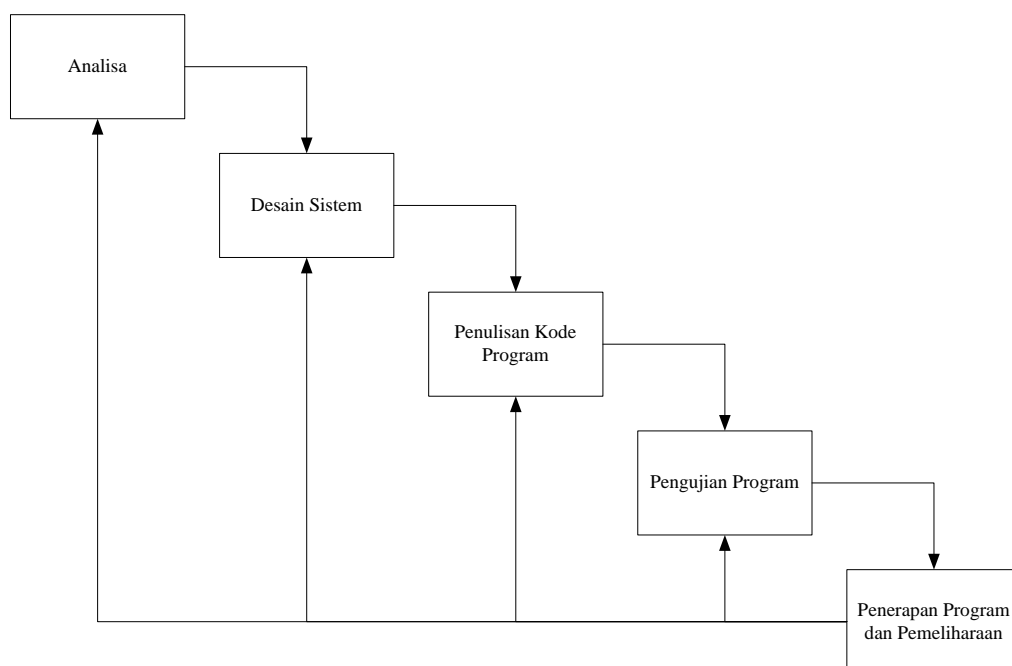 Analisa
Desain Sistem
Penulisan Kode
Program
Pengujian Program
Penerapan Program
dan Pemeliharaan